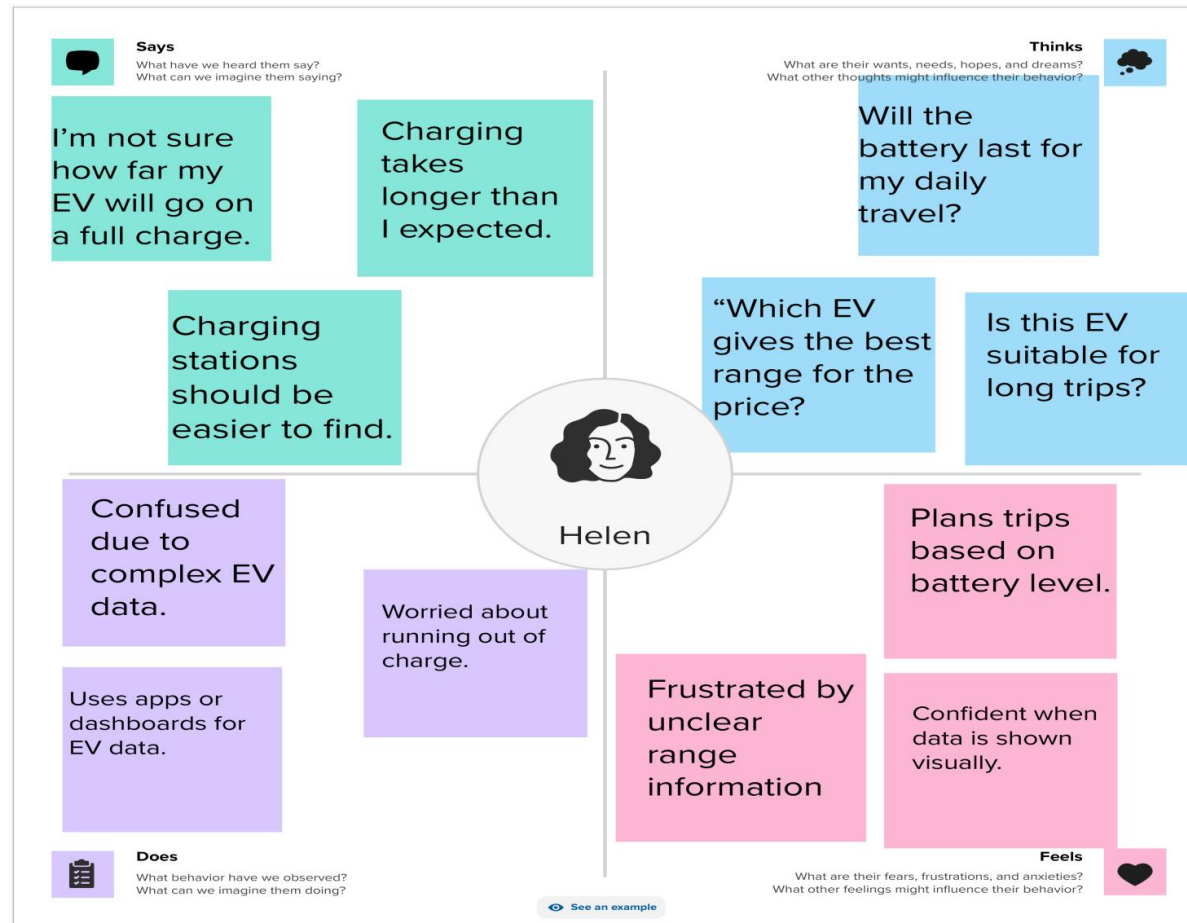 Says
What have we heard them say?
What can we imagine them saying?
I'm not sure
how far my
EV will go on
a full charge.
Charging
takes
longer than
I expected.
Charging
stations
should be
easier to find.
Thinks
What are their wants, needs, hopes, and dreams?
What other thoughts might influence their behavior?
Will the
battery last for
my daily
travel?
“Which EV
gives the best
range for the
price?
Is this EV
suitable for
long trips?
Helen
Confused
due to
complex EV
data.
Worried about
running out of
charge.
Uses apps or
dashboards for
EV data.
Does
What behavior have we observed?
What can we imagine them doing?
Plans trips
based on
battery level.
Frustrated by
unclear
range
information
Confident when
data is shown
visually.
Feels
What are their fears, frustrations, and anxieties?
What other feelings might influence their behavior?
See an example